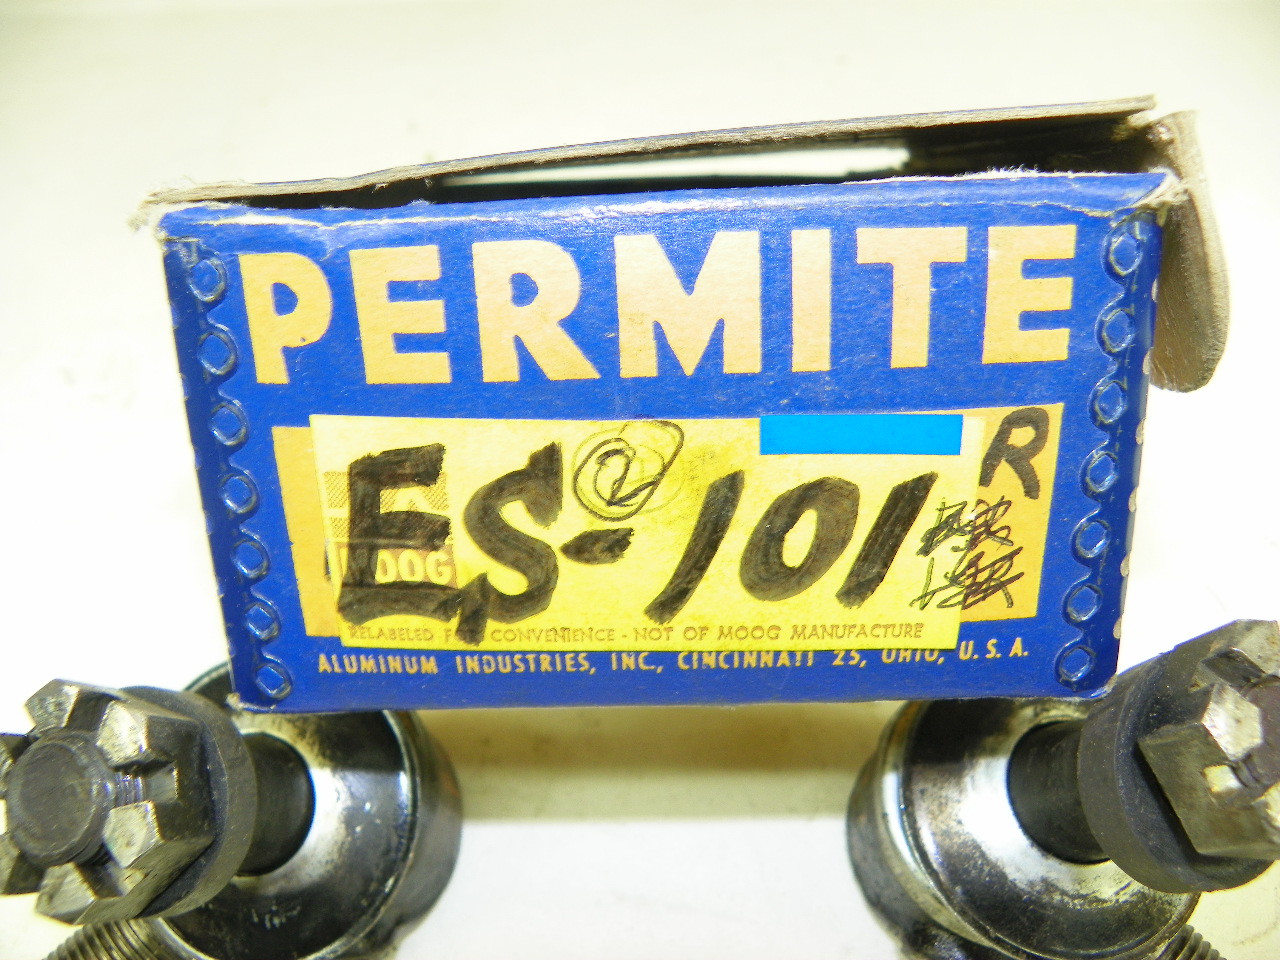 PERMITE
R
ES-101
MOOG
RELABELED FOR CONVENIENCE - NOT OF MOOG MANUFACTURE
ALUMINUM INDUSTRIES, INC., CINCINNATI 25, OHIO, U.S.A.